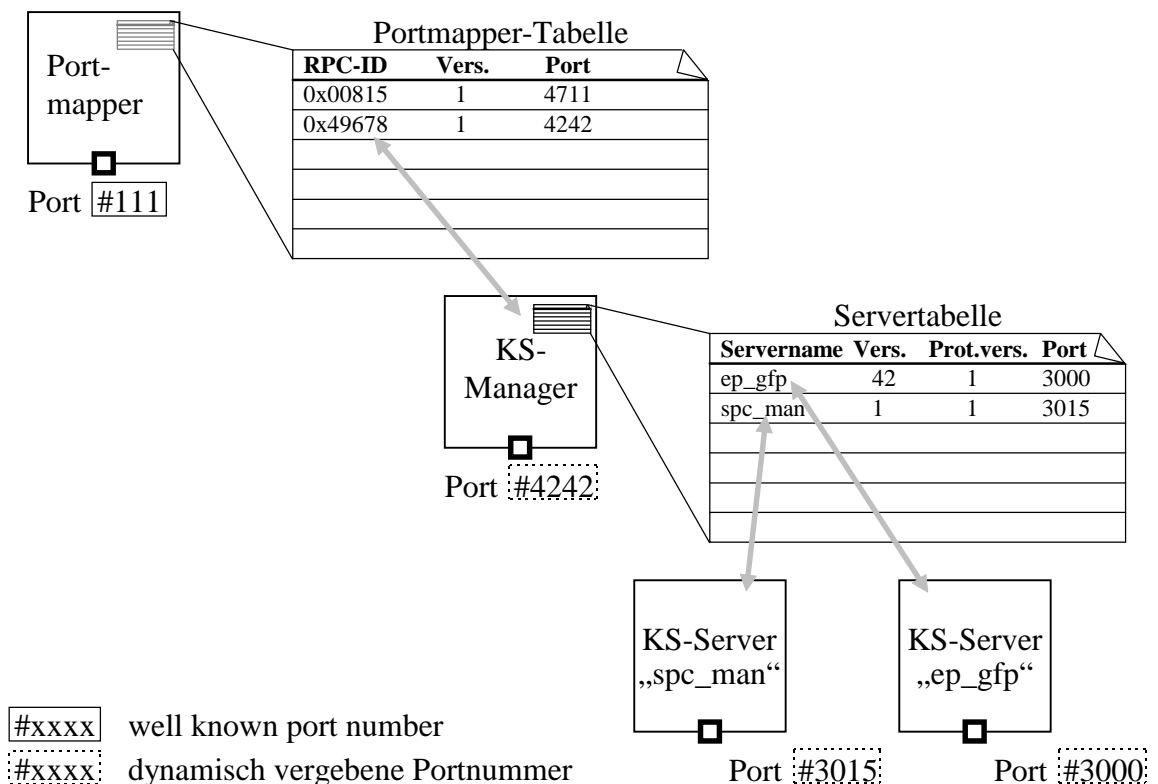 Portmapper-Tabelle
Port-
mapper
RPC-ID Vers. Port
0x00815 1 4711
0x49678 1 4242
Port #111
KS-
Manager
Port #4242
Servertabelle
Servername Vers. Prot.vers. Port
ep_gfp 42 1 3000
spc_man 1 1 3015
KS-Server
„spc_man“
KS-Server
„ep_gfp“
#xxxx well known port number
#xxxx dynamisch vergebene Portnummer
Port #3015
Port #3000